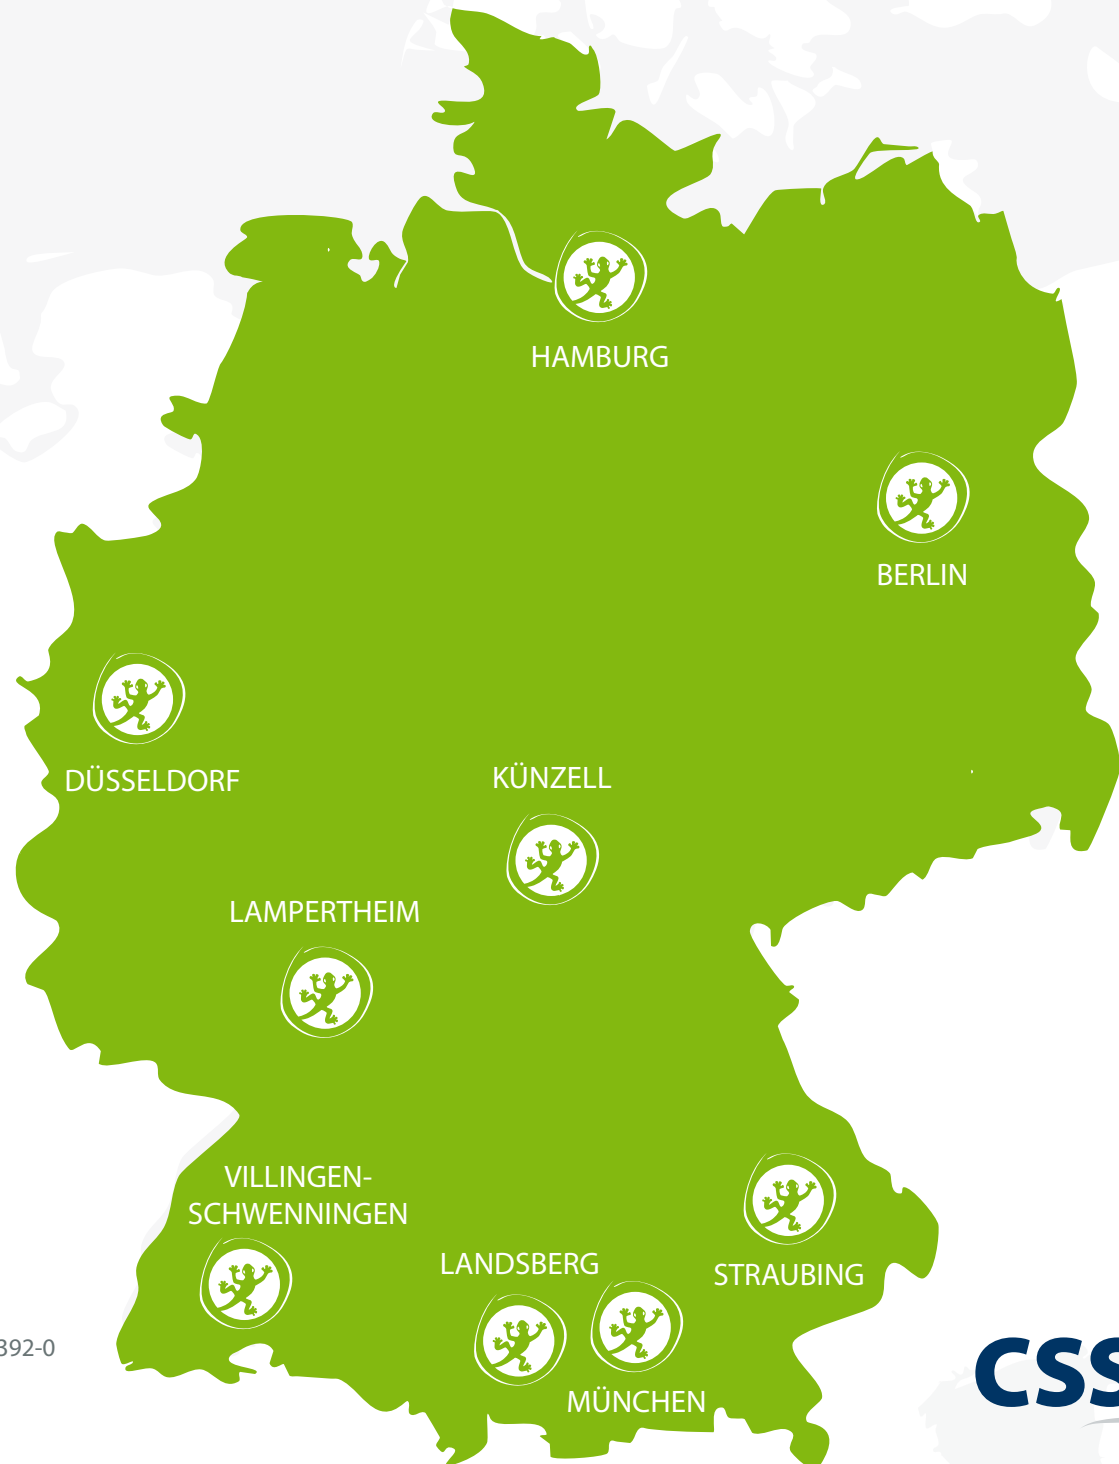 HAMBURG
BERLIN
DÜSSELDORF
KÜNZELL
LAMPERTHEIM
VILLINGEN-
SCHWENNINGEN
LANDSBERG
STRAUBING
MÜNCHEN
392-0
CSS